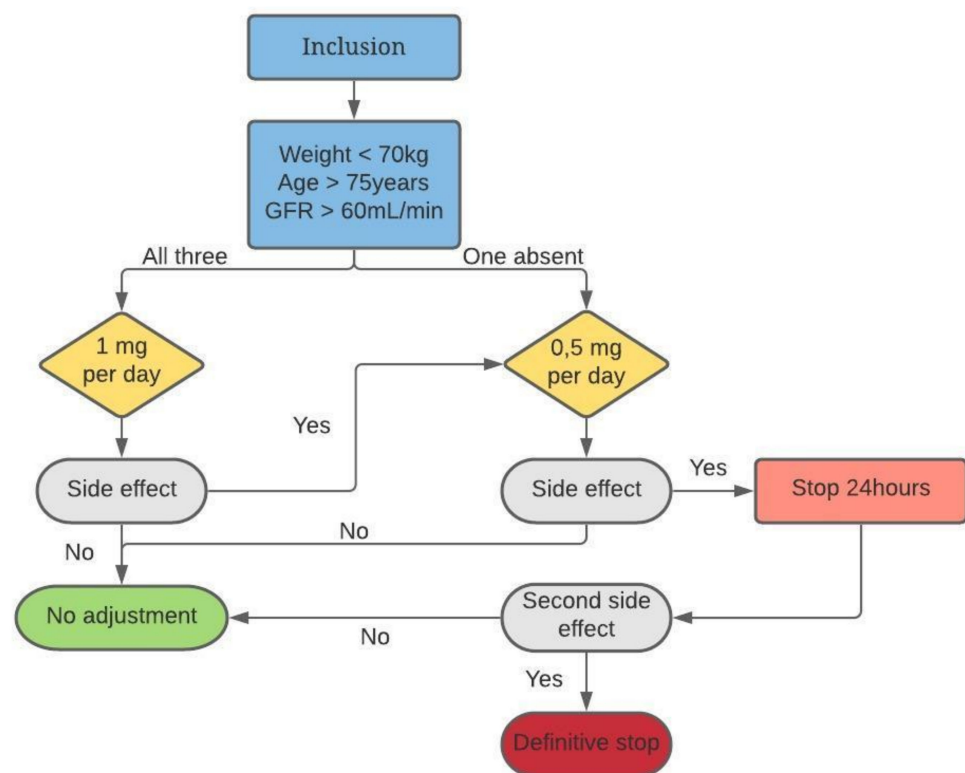 Inclusion
Weight < 70kg
Age > 75years
GFR > 60mL/min
All three
One absent
1 mg
per day
0,5 mg
per day
Yes
Side effect
Side effect
Yes
Stop 24hours
No
No
No adjustment
Second side
effect
No
Yes
Definitive stop